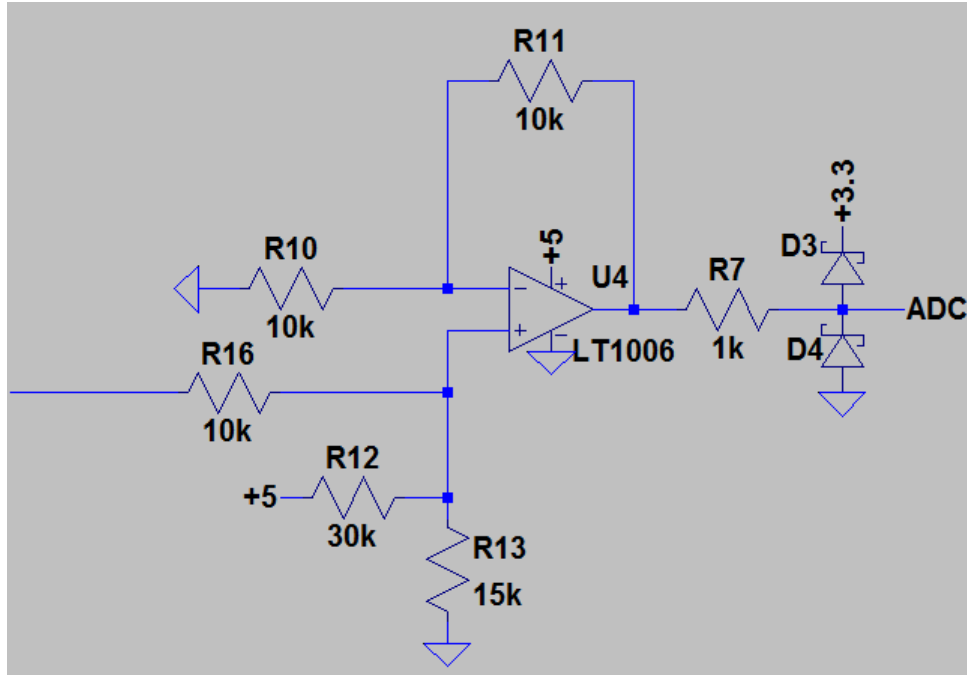 R11
10k
+3.3
D3
R10
+5
U4
R7
-
+
10k
+
ADC
-
LT1006
1k
D4
R16
10k
R12
+5
30k
R13
15k